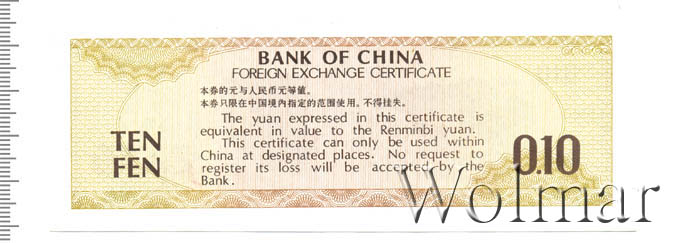 BANK OF CHINA
FOREIGN EXCHANGE CERTIFICATE
本券的元与人民币元等值。
本券只限在中国境内指定的范围使用。不得挂失。
The yuan expressed in this certificate is
equivalent in value to the Renminbi yuan.
This certificate can only be used within
China at designated places. No request to
register its loss will be accepted by the
Bank.
TEN
FEN
0.10
Wolmar